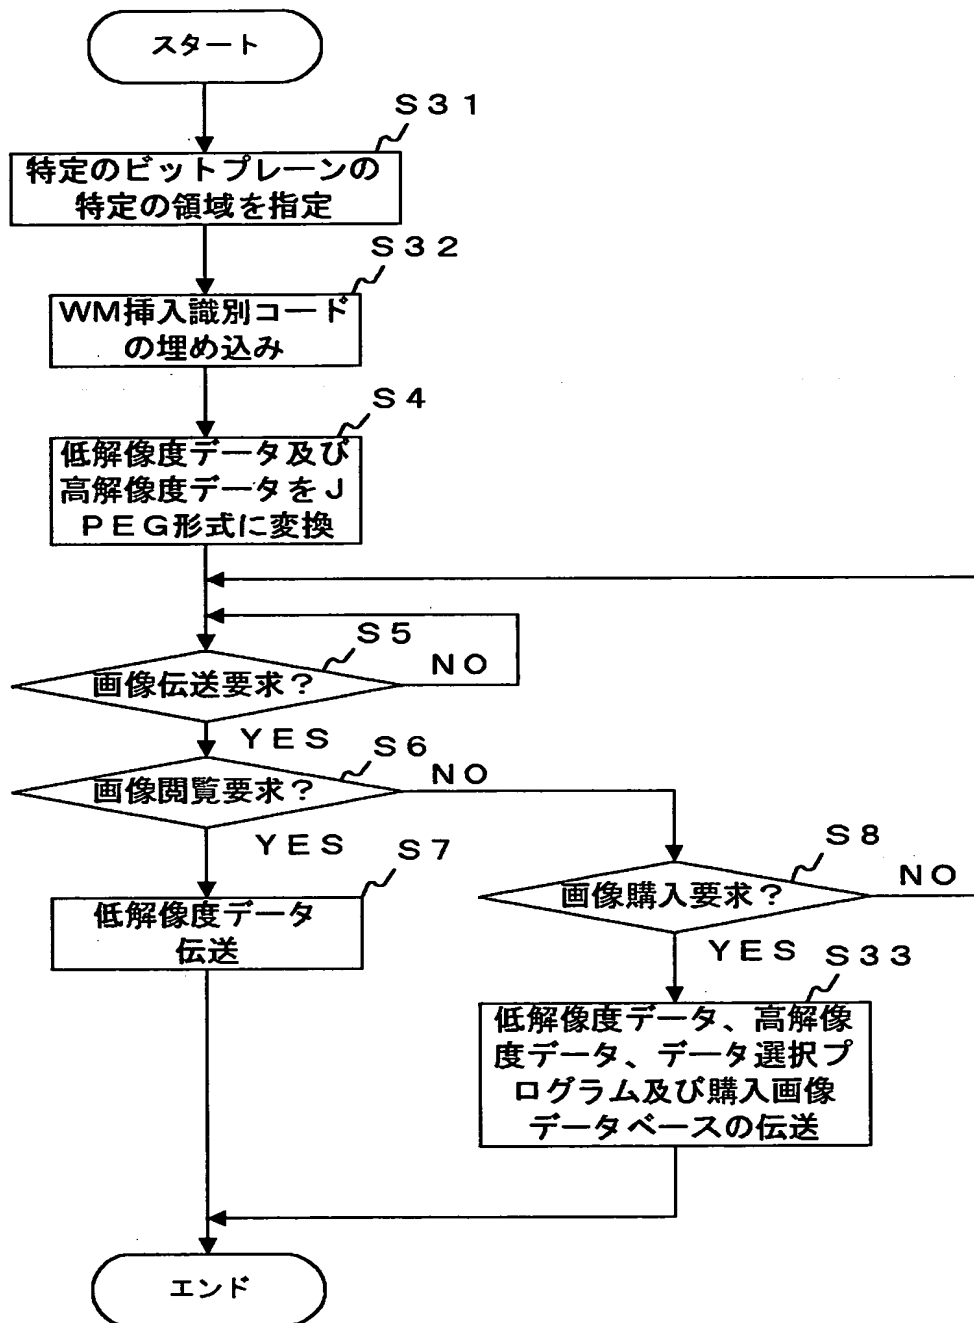 スタート
S31
特定のビットプレーンの
特定の領域を指定
S32
WM挿入識別コード
の埋め込み
S4
低解像度データ及び
高解像度データをJ
PEG形式に変換
S5
画像伝送要求?
NO
YES
S6
画像閲覧要求?
NO
YES
S7
低解像度データ
伝送
S8
画像購入要求?
NO
YES
S33
低解像度データ、高解像
度データ、データ選択プ
ログラム及び購入画像
データベースの伝送
エンド